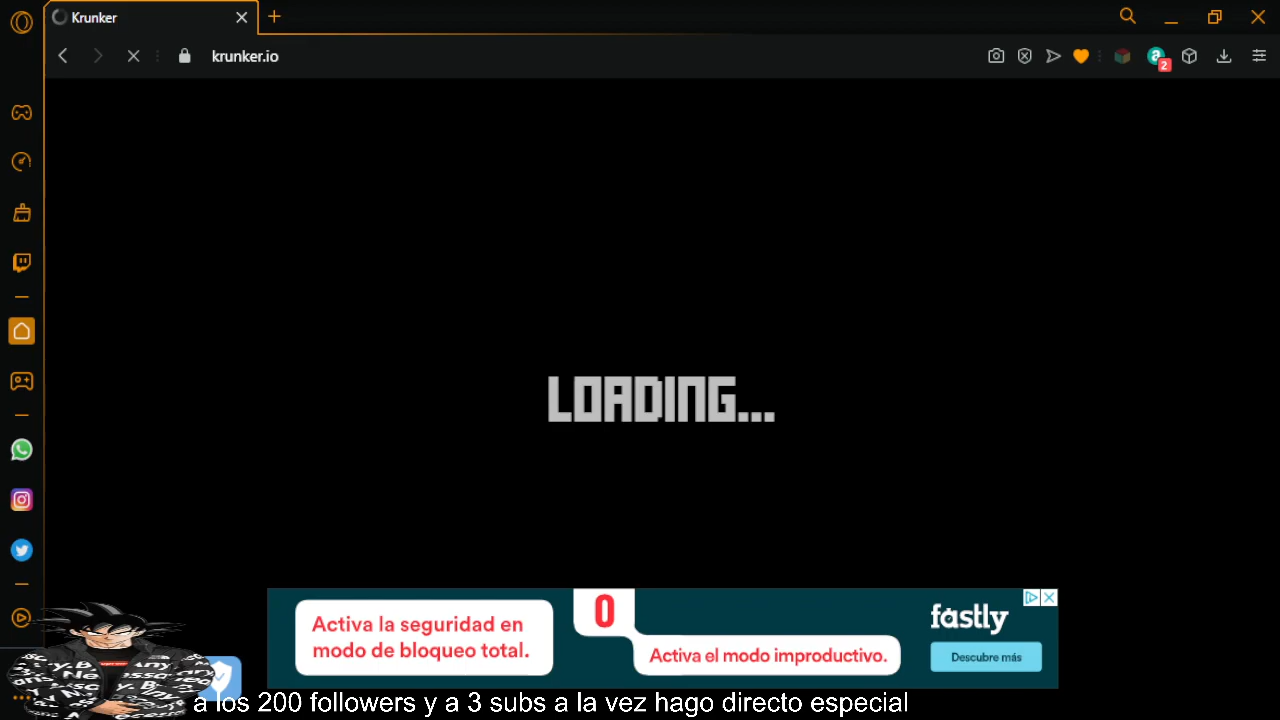 Krunker
krunker.io
2
LOADING...
Activa la seguridad en
modo de bloqueo total.
0
Activa el modo improductivo.
fastly
Descubre más
a los 200 followers y a 3 subs a la vez hago directo especial